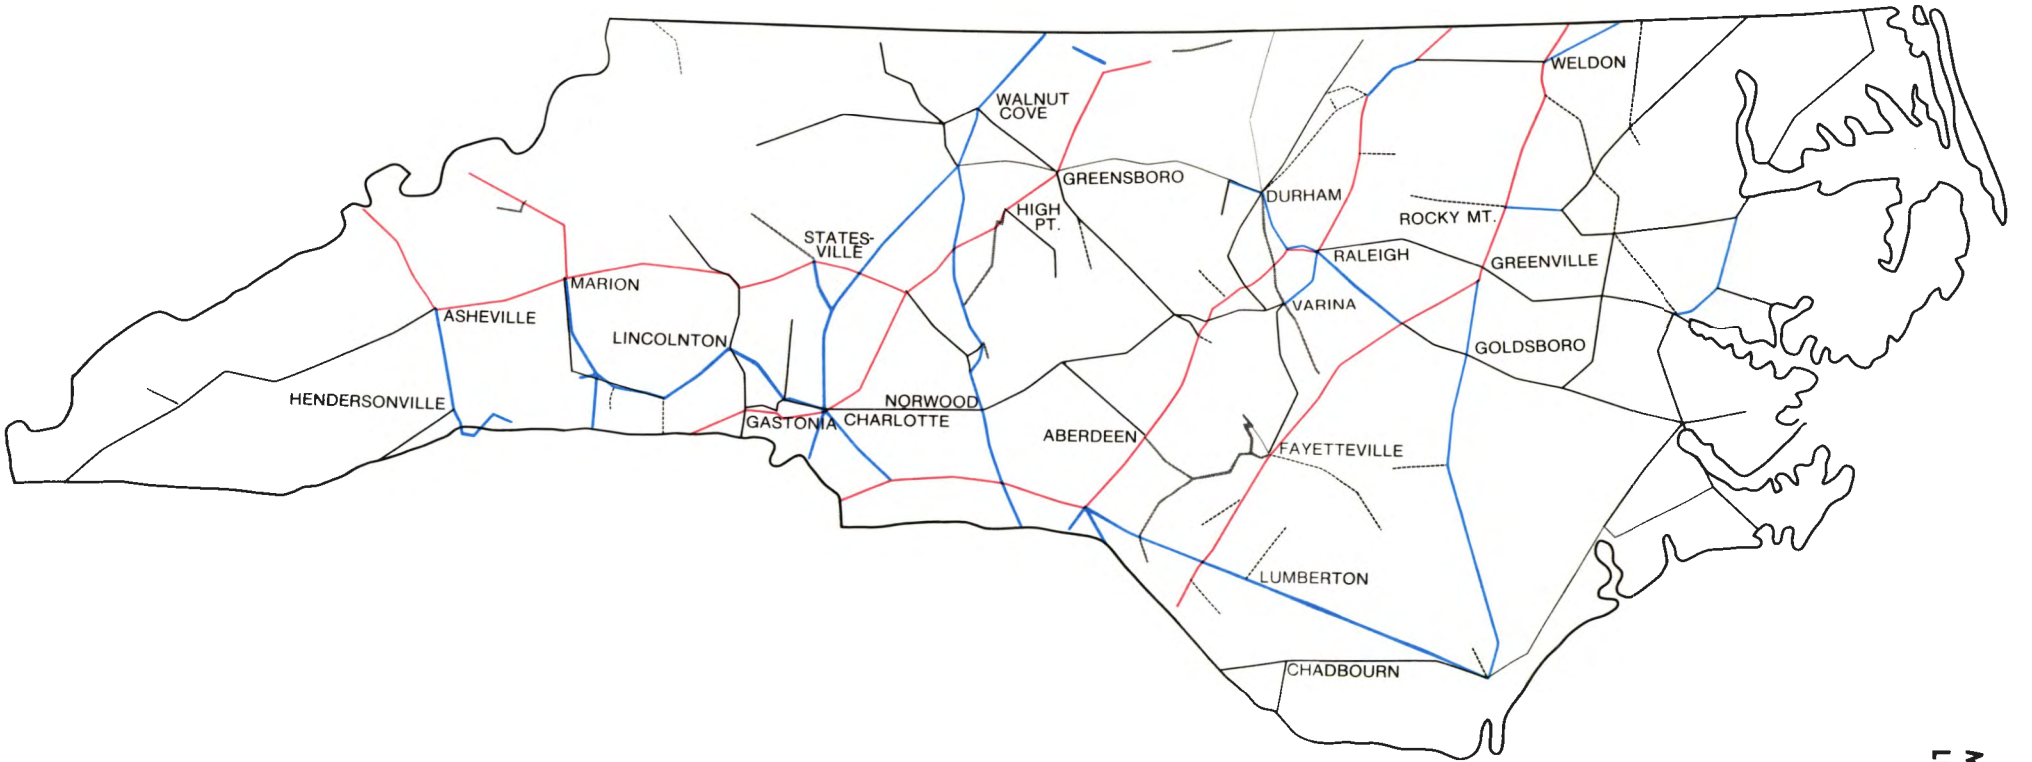 WELDON
WALNUT
COVE
GREENSBORO
DURHAM
HIGH
PT.
ROCKY MT.
STATES-
VILLE
RALEIGH
GREENVILLE
MARION
ASHEVILLE
VARINA
LINCOLNTON
GOLDSBORO
HENDERSONVILLE
NORWOOD
GASTONIA
CHARLOTTE
ABERDEEN
FAYETTEVILLE
LUMBERTON
CHADBOURN